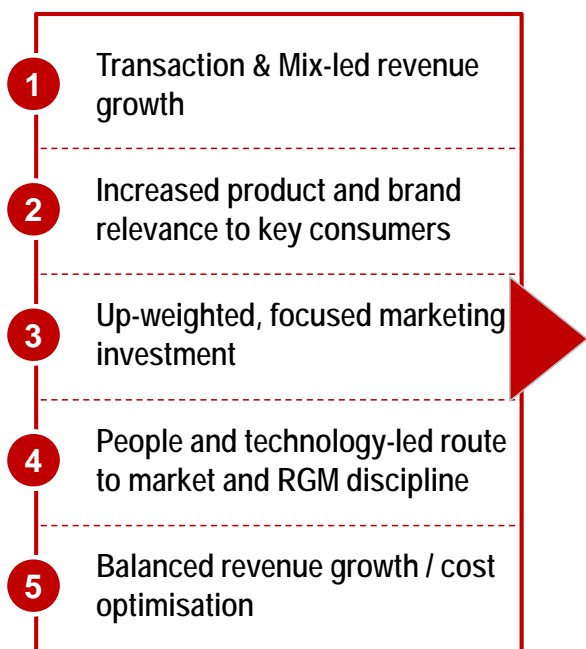 1
Transaction & Mix-led revenue
growth
2
Increased product and brand
relevance to key consumers
3
Up-weighted, focused marketing
investment
4
People and technology-led route
to market and RGM discipline
5
Balanced revenue growth / cost
optimisation